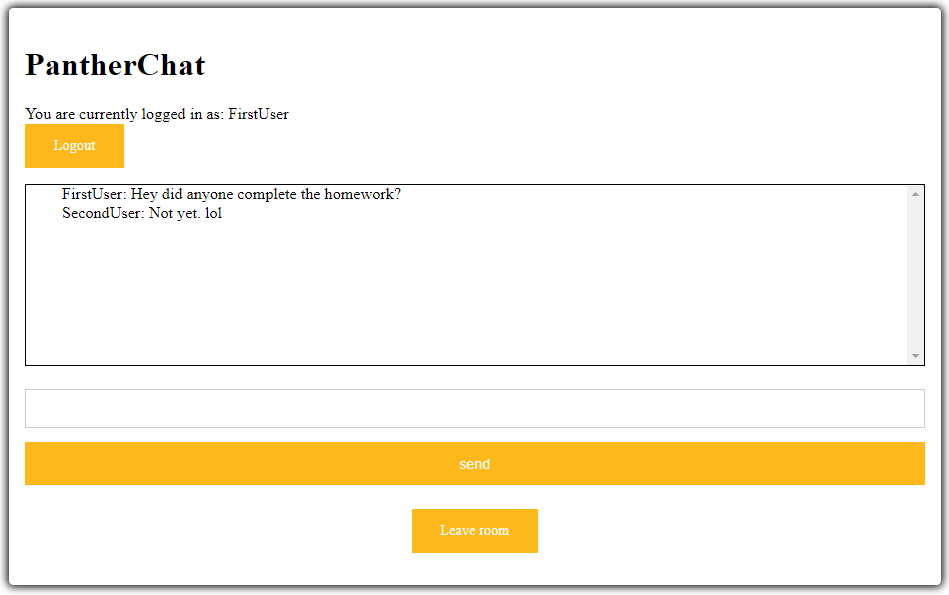 PantherChat
You are currently logged in as: FirstUser
Logout
FirstUser: Hey did anyone complete the homework?
SecondUser: Not yet. lol
send
Leave room